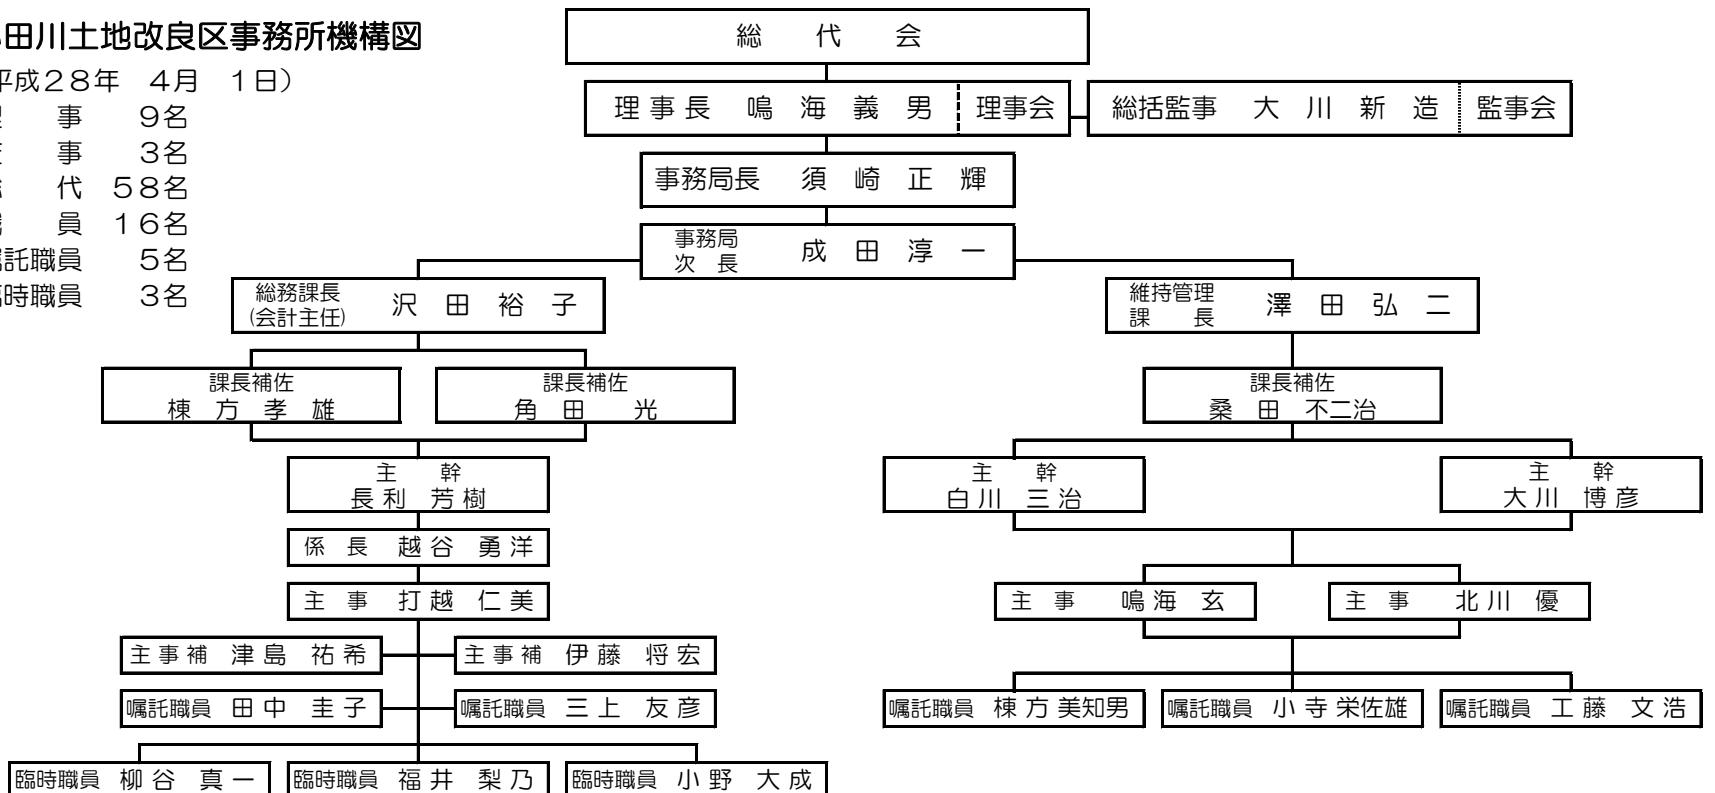 田川土地改良区事務所機構図
平成２８年　４月　１日）
事　９名
事　３名
代　５８名
員　１６名
託職員　５名
時職員　３名
総　代　会
理事長　鳴　海　義　男　理事会
総括監事　大　川　新　造　監事会
事務局長　須　崎　正　輝
事務局
次　長　成　田　淳　一
総務課長
(会計主任)　沢　田　裕　子
維持管理
課　　長　澤　田　弘　二
課長補佐
棟　方　孝　雄
課長補佐
角　田　　光
課長補佐
桑　田　不二治
主　　幹
長利　芳樹
主　　幹
白川　三治
主　　幹
大川　博彦
係　長　越谷　勇洋
主　事　打越　仁美
主　事　鳴海　玄
主　事　北川　優
主事補　津島　祐希
主事補　伊藤　将宏
嘱託職員　田中　圭子
嘱託職員　三上　友彦
嘱託職員　棟方美知男
嘱託職員　小寺栄佐雄
嘱託職員　工藤　文浩
臨時職員　柳谷　真一
臨時職員　福井　梨乃
臨時職員　小野　大成